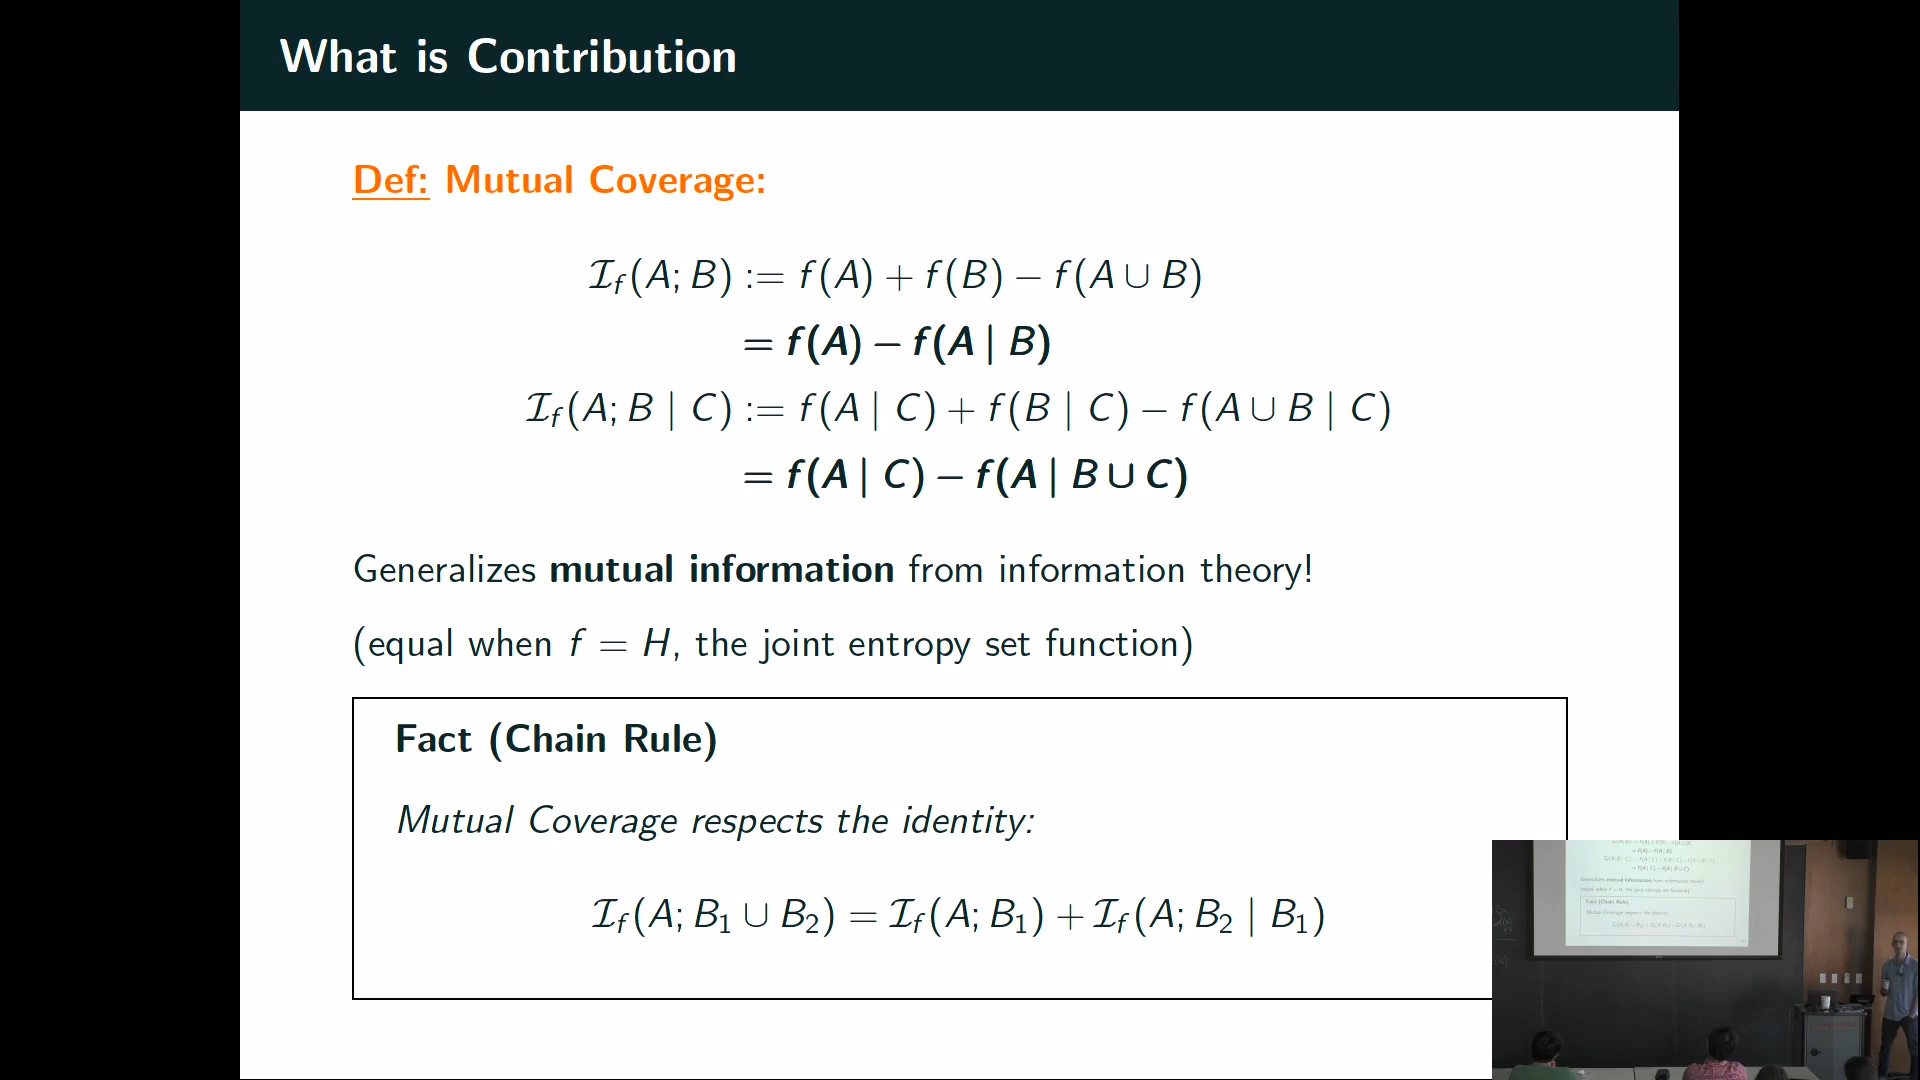 What is Contribution
Def: Mutual Coverage:
ℐ_f(A; B) := f(A) + f(B) − f(A ∪ B)
= f(A) − f(A | B)
ℐ_f(A; B | C) := f(A | C) + f(B | C) − f(A ∪ B | C)
= f(A | C) − f(A | B ∪ C)
Generalizes mutual information from information theory!
(equal when f = H, the joint entropy set function)
Fact (Chain Rule)
Mutual Coverage respects the identity:
ℐ_f(A; B₁ ∪ B₂) = ℐ_f(A; B₁) + ℐ_f(A; B₂ | B₁)